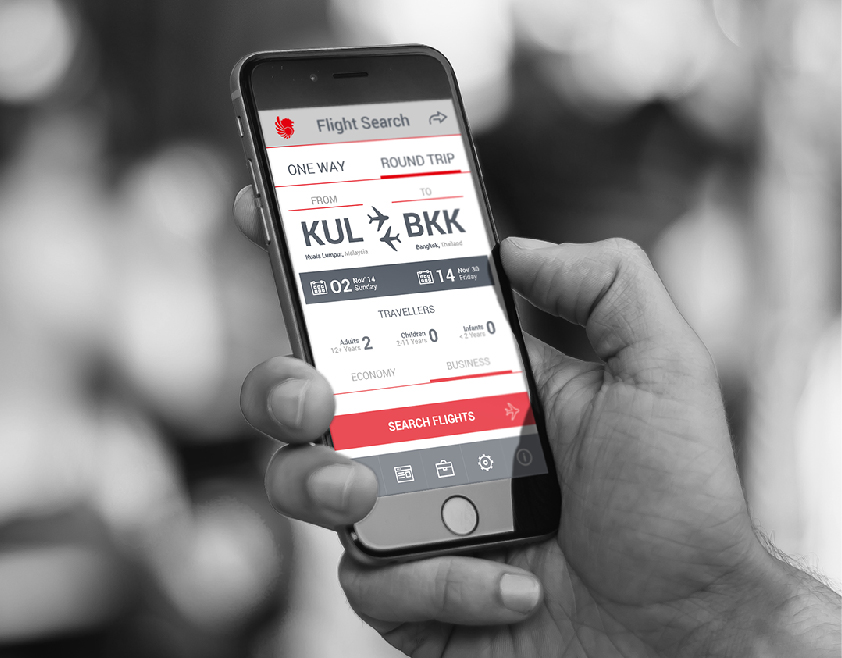 Flight Search
ONE WAY ROUND TRIP
FROM TO
KUL BKK
Kuala Lumpur, Malaysia Bangkok, Thailand
02 Nov' 14 Sunday 14 Friday
TRAVELLERS
Adults 12+ Years 2 Children 2-11 Years 0 Infants < 2 Years 0
ECONOMY BUSINESS
SEARCH FLIGHTS